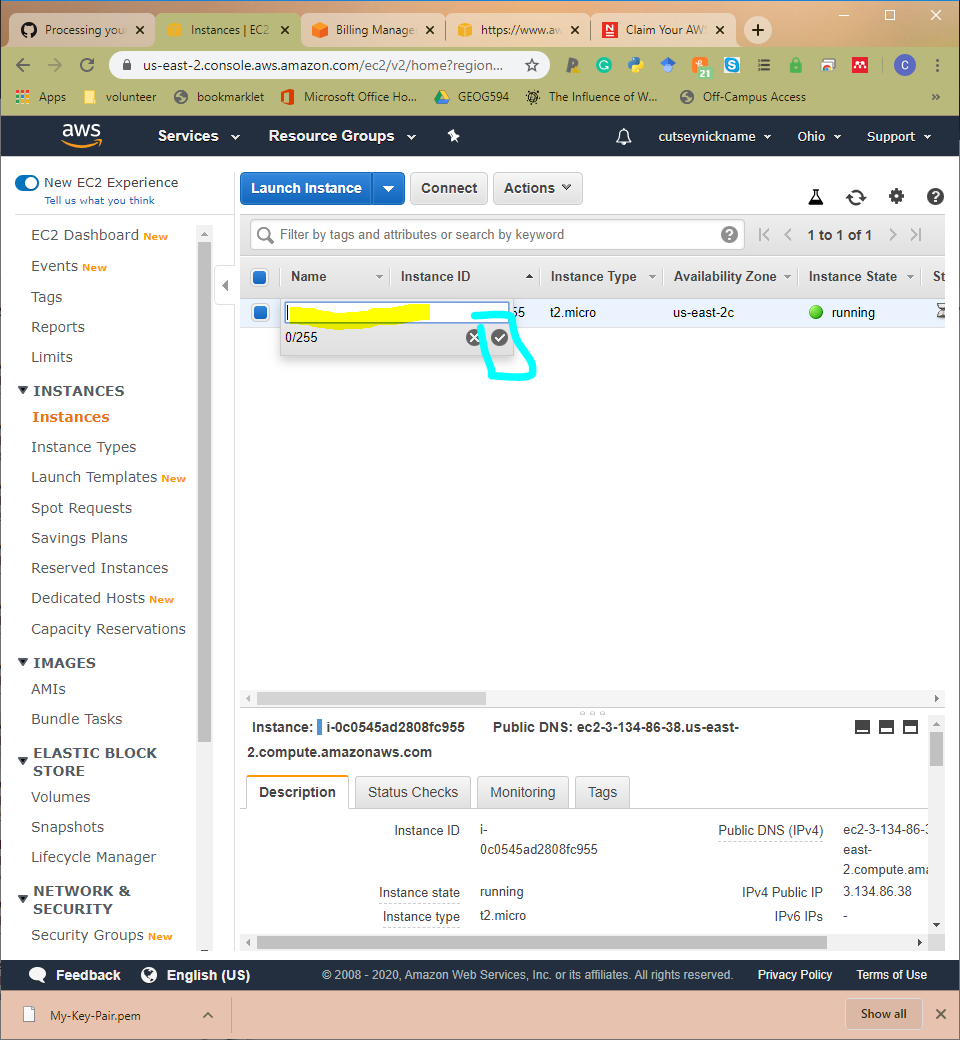 Processing your
Instances | EC2
Billing Manage
https://www.aw
Claim Your AWS
us-east-2.console.aws.amazon.com/ec2/v2/home?region...
21
C
Apps
volunteer
bookmarklet
Microsoft Office Ho...
GEOG594
The Influence of W...
Off-Campus Access
»
aws
Services
Resource Groups
cutseynickname
Ohio
Support
New EC2 Experience
Tell us what you think
Launch Instance
Connect
Actions
EC2 Dashboard New
Events New
Tags
Reports
Limits
INSTANCES
Instances
Instance Types
Launch Templates New
Spot Requests
Savings Plans
Reserved Instances
Dedicated Hosts New
Capacity Reservations
IMAGES
AMIs
Bundle Tasks
ELASTIC BLOCK
STORE
Volumes
Snapshots
Lifecycle Manager
NETWORK &
SECURITY
Security Groups New
Filter by tags and attributes or search by keyword
1 to 1 of 1
Name
Instance ID
Instance Type
Availability Zone
Instance State
St
55
t2.micro
us-east-2c
running
0/255
Instance: i-0c0545ad2808fc955 Public DNS: ec2-3-134-86-38.us-east-
2.compute.amazonaws.com
Description
Status Checks
Monitoring
Tags
Instance ID
i-
0c0545ad2808fc955
Public DNS (IPv4)
ec2-3-134-86-3
east-
2.compute.ama
Instance state
running
IPv4 Public IP
3.134.86.38
Instance type
t2.micro
IPv6 IPs
-
Feedback
English (US)
© 2008 - 2020, Amazon Web Services, Inc. or its affiliates. All rights reserved.
Privacy Policy
Terms of Use
My-Key-Pair.pem
Show all